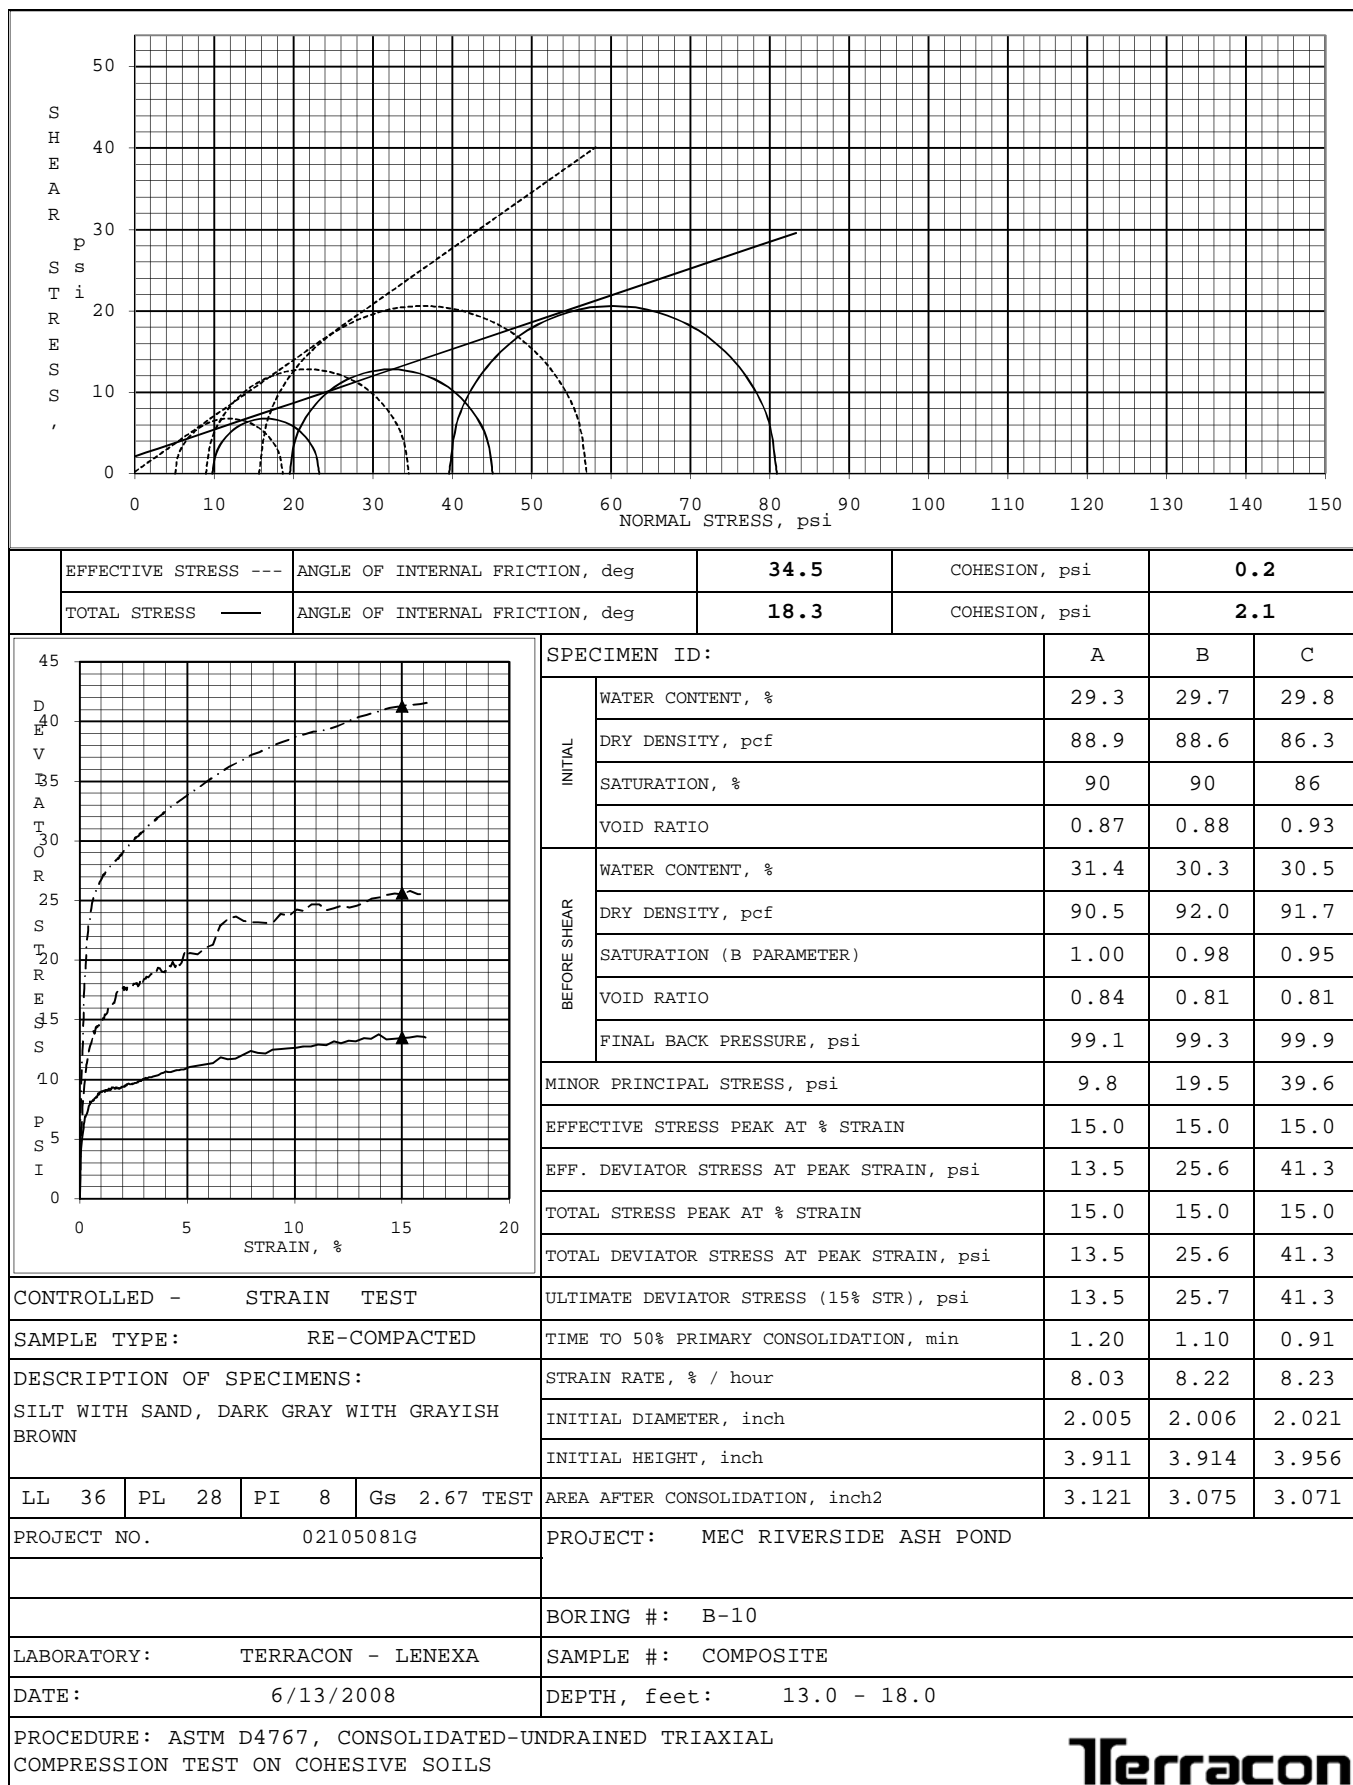 50
40
30
20
10
0
SHEAR STRESS, psi
0 10 20 30 40 50 60 70 80 90 100 110 120 130 140 150
NORMAL STRESS, psi
EFFECTIVE STRESS --- ANGLE OF INTERNAL FRICTION, deg 34.5 COHESION, psi 0.2
TOTAL STRESS ANGLE OF INTERNAL FRICTION, deg 18.3 COHESION, psi 2.1
45
40
35
30
25
20
15
10
5
0
DEVIATOR STRESS, PSI
0 5 10 15 20
STRAIN, %
SPECIMEN ID: A B C
INITIAL
WATER CONTENT, % 29.3 29.7 29.8
DRY DENSITY, pcf 88.9 88.6 86.3
SATURATION, % 90 90 86
VOID RATIO 0.87 0.88 0.93
BEFORE SHEAR
WATER CONTENT, % 31.4 30.3 30.5
DRY DENSITY, pcf 90.5 92.0 91.7
SATURATION (B PARAMETER) 1.00 0.98 0.95
VOID RATIO 0.84 0.81 0.81
FINAL BACK PRESSURE, psi 99.1 99.3 99.9
MINOR PRINCIPAL STRESS, psi 9.8 19.5 39.6
EFFECTIVE STRESS PEAK AT % STRAIN 15.0 15.0 15.0
EFF. DEVIATOR STRESS AT PEAK STRAIN, psi 13.5 25.6 41.3
TOTAL STRESS PEAK AT % STRAIN 15.0 15.0 15.0
TOTAL DEVIATOR STRESS AT PEAK STRAIN, psi 13.5 25.6 41.3
CONTROLLED - STRAIN TEST
ULTIMATE DEVIATOR STRESS (15% STR), psi 13.5 25.7 41.3
SAMPLE TYPE: RE-COMPACTED
TIME TO 50% PRIMARY CONSOLIDATION, min 1.20 1.10 0.91
DESCRIPTION OF SPECIMENS:
SILT WITH SAND, DARK GRAY WITH GRAYISH
BROWN
STRAIN RATE, % / hour 8.03 8.22 8.23
INITIAL DIAMETER, inch 2.005 2.006 2.021
INITIAL HEIGHT, inch 3.911 3.914 3.956
LL 36 PL 28 PI 8 Gs 2.67 TEST
AREA AFTER CONSOLIDATION, inch2 3.121 3.075 3.071
PROJECT NO. 02105081G
PROJECT: MEC RIVERSIDE ASH POND
BORING #: B-10
LABORATORY: TERRACON - LENEXA
SAMPLE #: COMPOSITE
DATE: 6/13/2008
DEPTH, feet: 13.0 - 18.0
PROCEDURE: ASTM D4767, CONSOLIDATED-UNDRAINED TRIAXIAL
COMPRESSION TEST ON COHESIVE SOILS
Terracon